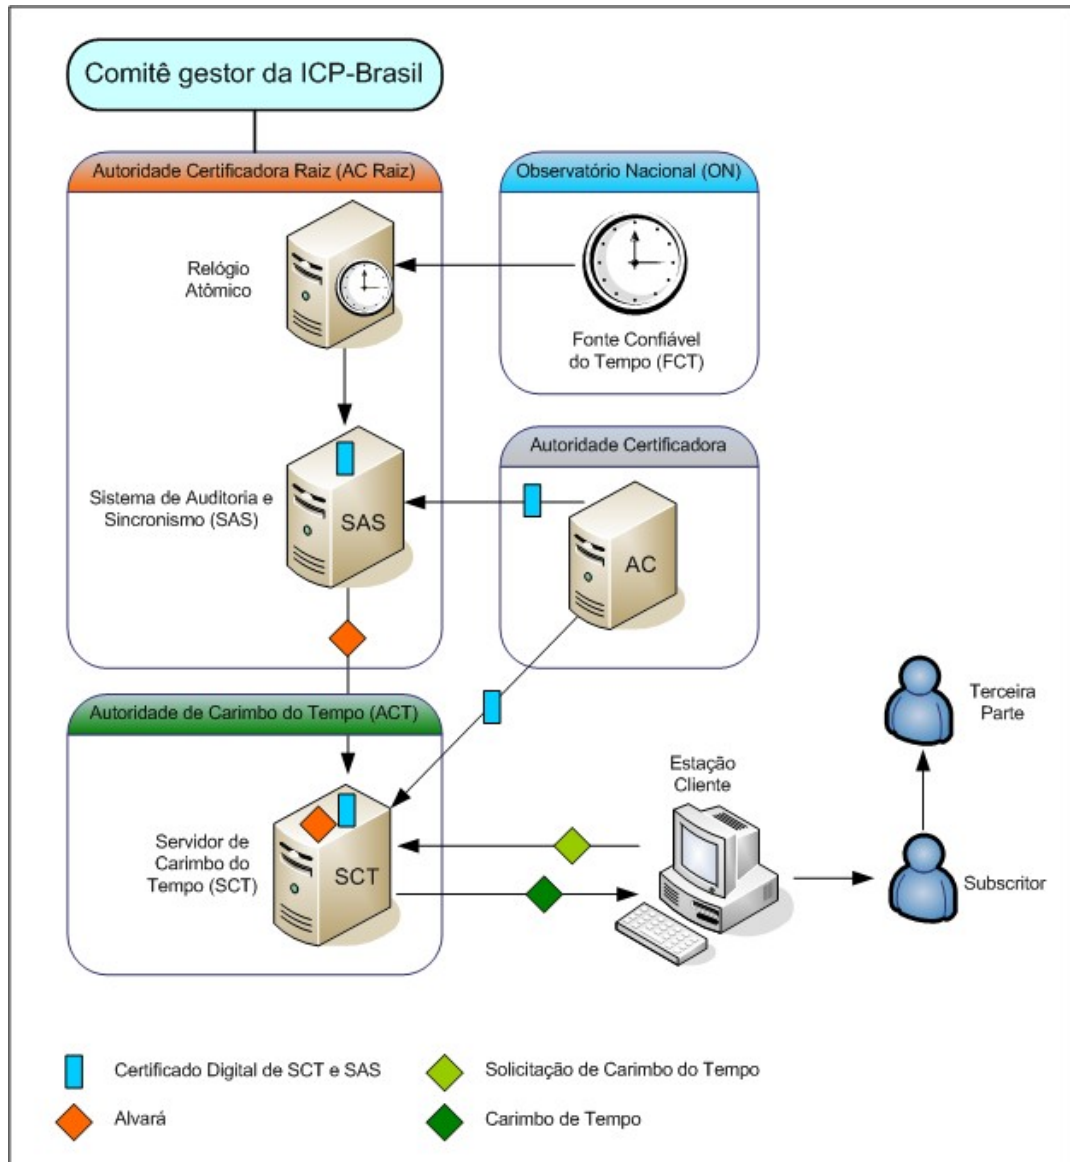 Comitê gestor da ICP-Brasil
Autoridade Certificadora Raiz (AC Raiz)
Observatório Nacional (ON)
Relógio
Atômico
Fonte Confiável
do Tempo (FCT)
Autoridade Certificadora
Sistema de Auditoria e
Sincronismo (SAS)
SAS
AC
Autoridade de Carimbo do Tempo (ACT)
Terceira
Parte
Estação
Cliente
Servidor de
Carimbo do
Tempo (SCT)
SCT
Subscritor
Certificado Digital de SCT e SAS
Solicitação de Carimbo do Tempo
Alvará
Carimbo de Tempo